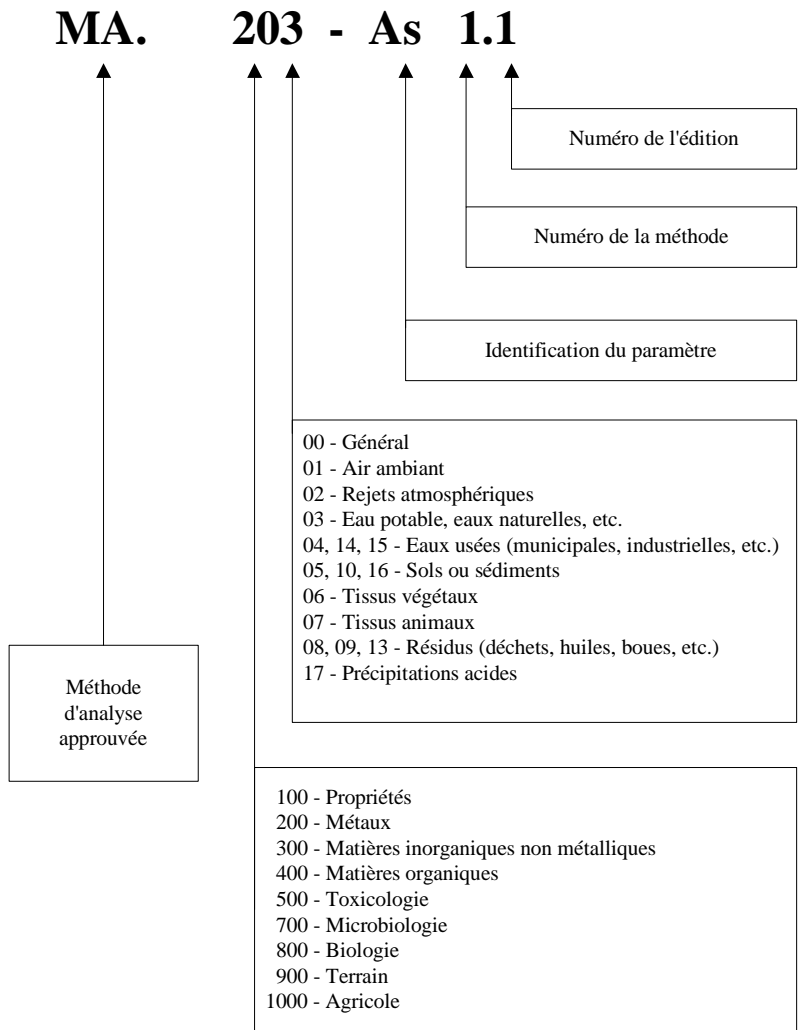 MA. 203 - As 1.1
Numéro de l'édition
Numéro de la méthode
Identification du paramètre
00 - Général
01 - Air ambiant
02 - Rejets atmosphériques
03 - Eau potable, eaux naturelles, etc.
04, 14, 15 - Eaux usées (municipales, industrielles, etc.)
05, 10, 16 - Sols ou sédiments
06 - Tissus végétaux
07 - Tissus animaux
08, 09, 13 - Résidus (déchets, huiles, boues, etc.)
17 - Précipitations acides
Méthode
d'analyse
approuvée
100 - Propriétés
200 - Métaux
300 - Matières inorganiques non métalliques
400 - Matières organiques
500 - Toxicologie
700 - Microbiologie
800 - Biologie
900 - Terrain
1000 - Agricole